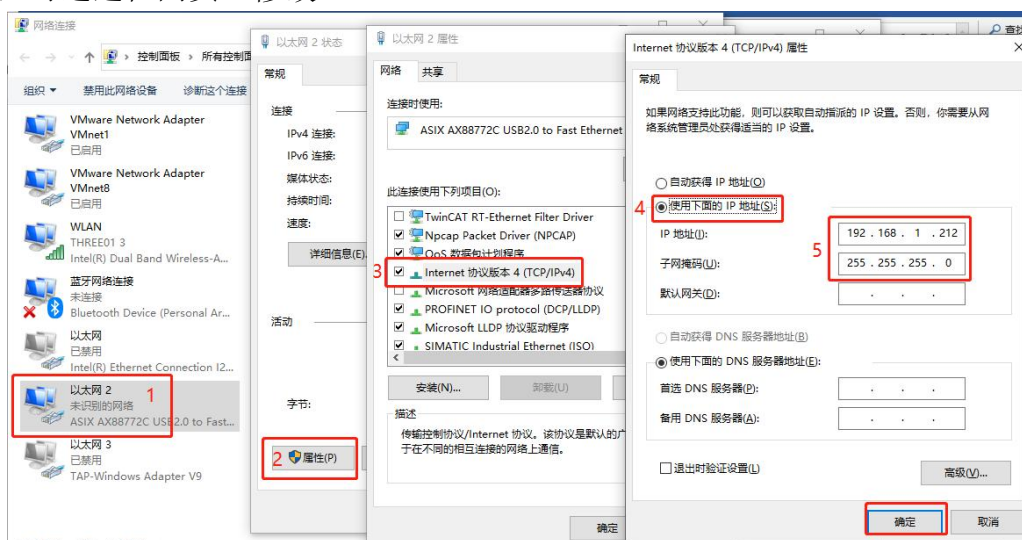 网络连接
控制面板 › 所有控制面
组织
禁用此网络设备
诊断这个连接
VMware Network Adapter
VMnet1
已启用
VMware Network Adapter
VMnet8
已启用
WLAN
THREE01 3
Intel(R) Dual Band Wireless-A...
蓝牙网络连接
未连接
Bluetooth Device (Personal Ar...
以太网
已禁用
Intel(R) Ethernet Connection I2...
以太网 2
1
未识别的网络
ASIX AX88772C USB2.0 to Fast...
以太网 3
已禁用
TAP-Windows Adapter V9
以太网 2 状态
常规
连接
IPv4 连接:
IPv6 连接:
媒体状态:
持续时间:
速度:
详细信息(E)
活动
字节:
2
属性(P)
以太网 2 属性
网络
共享
连接时使用:
ASIX AX88772C USB2.0 to Fast Ethernet
此连接使用下列项目(O):
TwinCAT RT-Ethernet Filter Driver
Npcap Packet Driver (NPCAP)
QoS 数据包计划程序
3
Internet 协议版本 4 (TCP/IPv4)
Microsoft 网络适配器多路传送器协议
PROFINET IO protocol (DCP/LLDP)
Microsoft LLDP 协议驱动程序
SIMATIC Industrial Ethernet (ISO)
安装(N)...
卸载(U)
描述
传输控制协议/Internet 协议。该协议是默认的广
于在不同的相互连接的网络上通信。
确定
查找
Internet 协议版本 4 (TCP/IPv4) 属性
常规
如果网络支持此功能，则可以获取自动指派的 IP 设置。否则，你需要从网
络系统管理员处获得适当的 IP 设置。
自动获得 IP 地址(O)
4
使用下面的 IP 地址(S):
IP 地址(I):
192 . 168 . 1 . 212
5
子网掩码(U):
255 . 255 . 255 . 0
默认网关(D):
自动获得 DNS 服务器地址(B)
使用下面的 DNS 服务器地址(E):
首选 DNS 服务器(P):
备用 DNS 服务器(A):
退出时验证设置(L)
高级(V)...
确定
取消